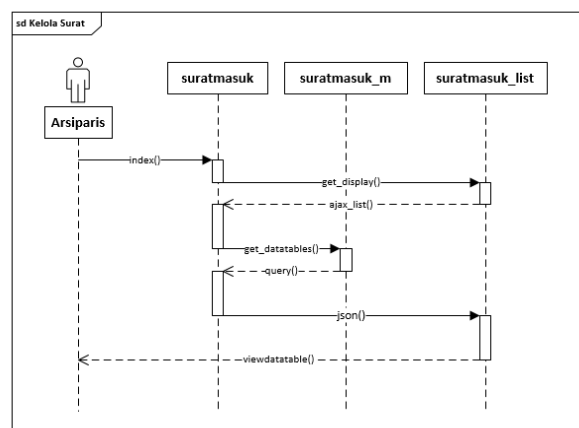 sd Kelola Surat
suratmasuk
suratmasuk_m
suratmasuk_list
Arsiparis
index()
get_display()
ajax_list()
get_datatables()
query()
json()
viewdatatable()